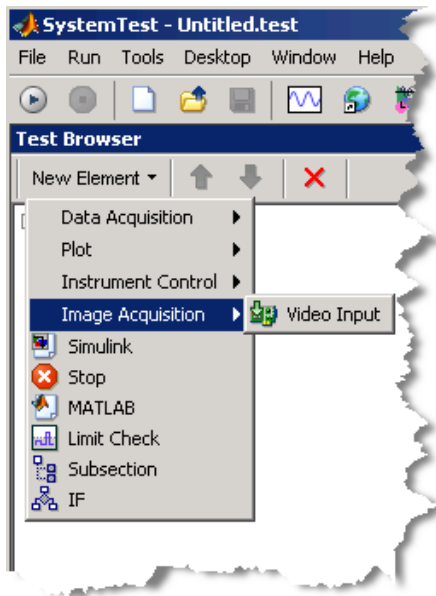 SystemTest - Untitled.test
File Run Tools Desktop Window Help
Test Browser
New Element
Data Acquisition
Plot
Instrument Control
Image Acquisition
Video Input
Simulink
Stop
MATLAB
Limit Check
Subsection
IF